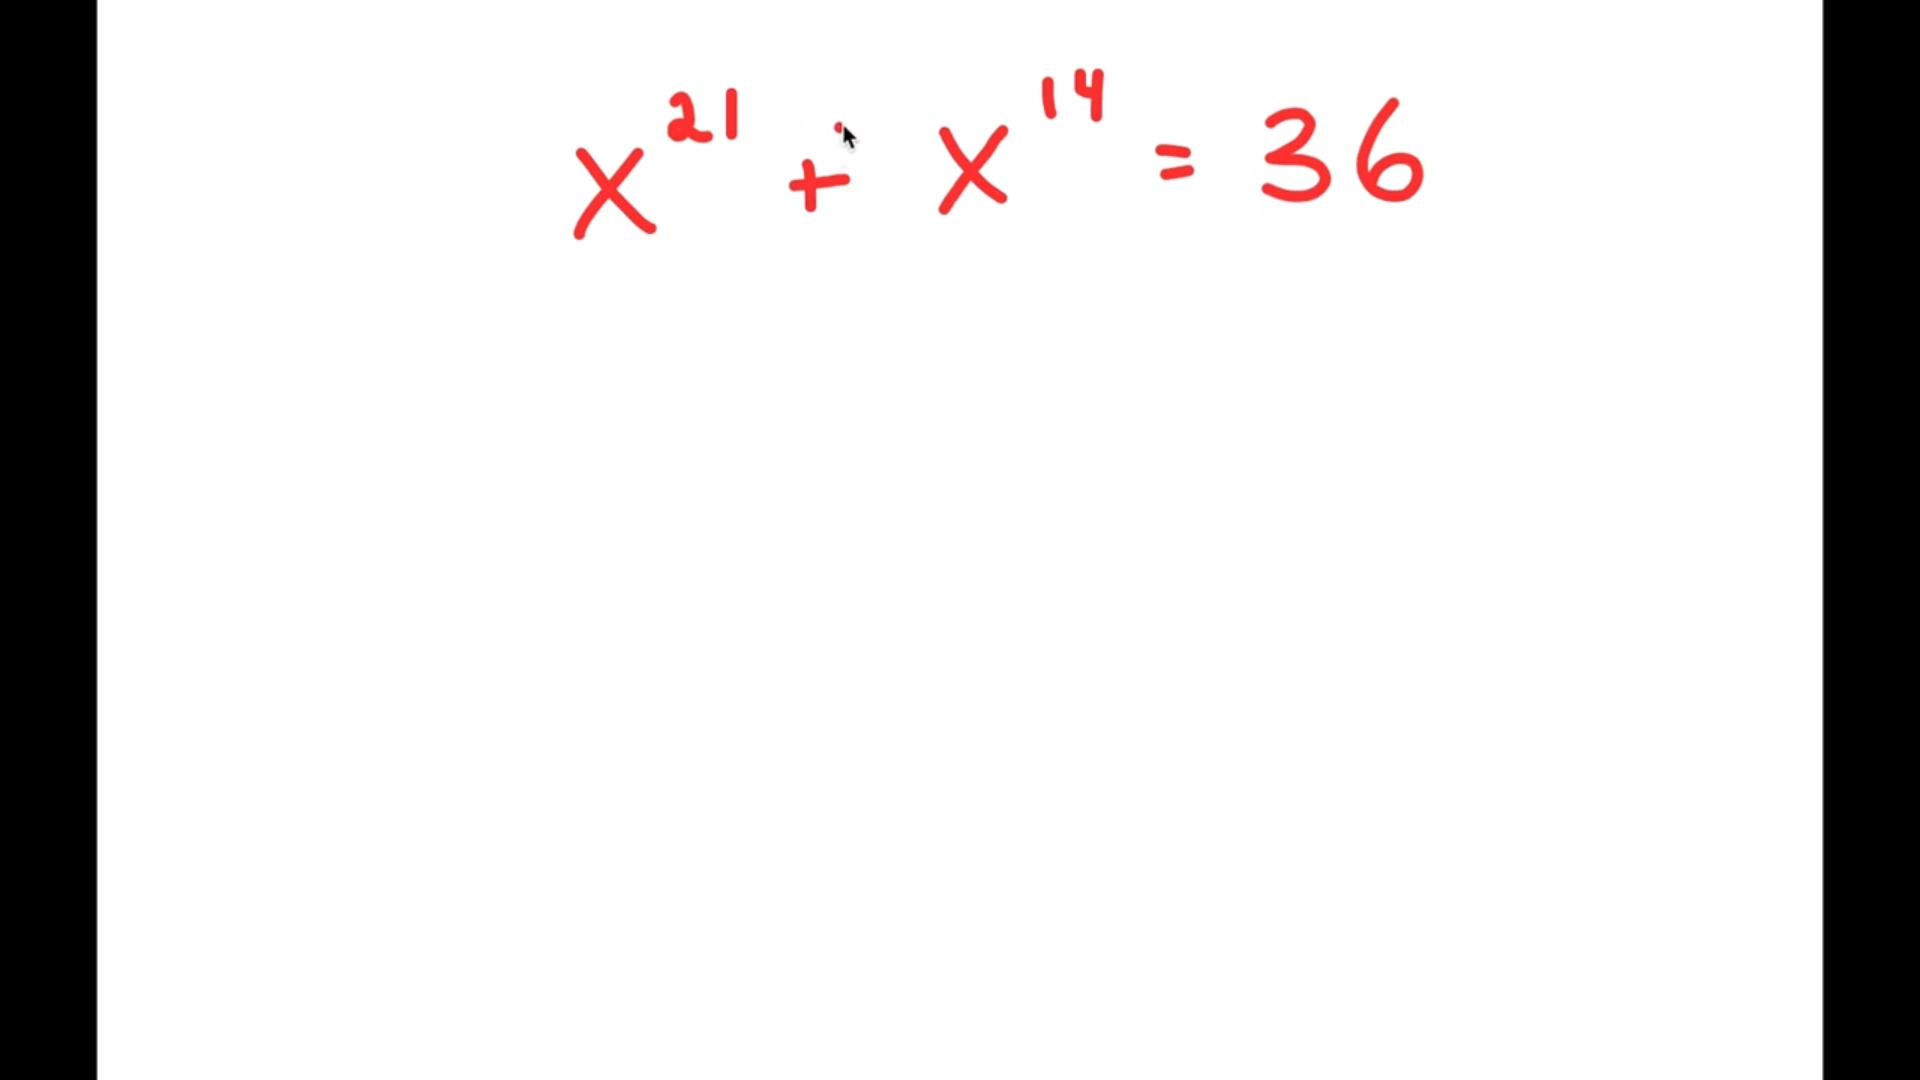 x²¹ + x¹⁴ = 36